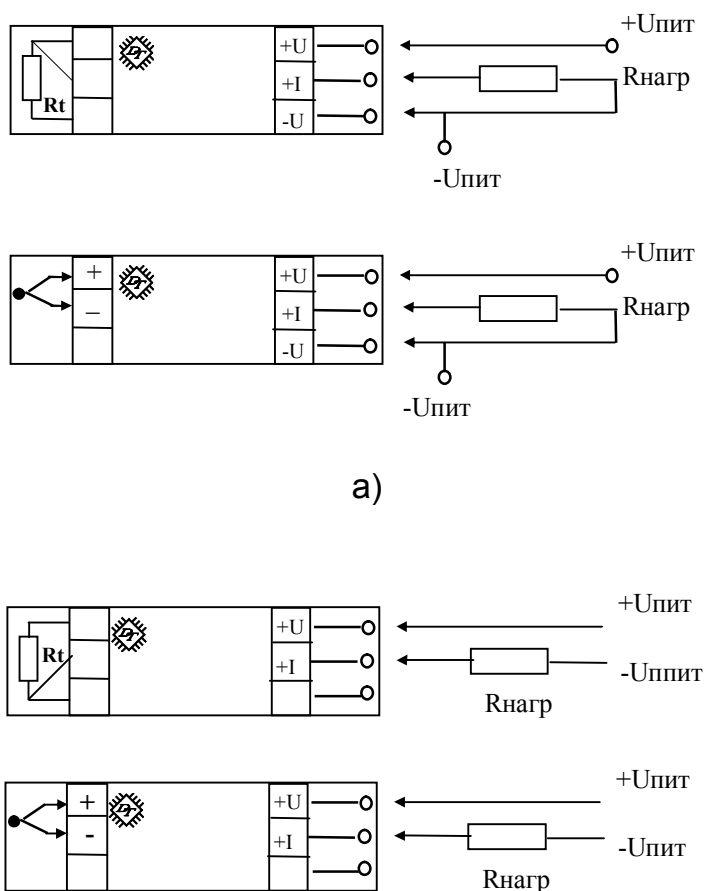 +Uпит
+U
+I
Rнагр
Rt
-U
-Uпит
+Uпит
+
+U
–
+I
Rнагр
-U
-Uпит
а)
+Uпит
+U
Rt
+I
-Uппит
Rнагр
+Uпит
+
+U
-
+I
-Uпит
Rнагр